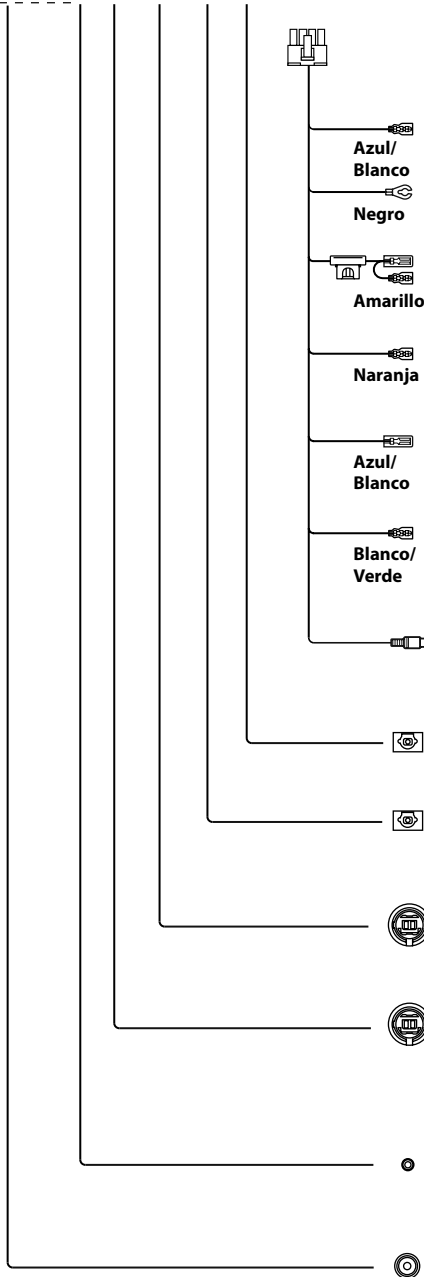 Azul/
Blanco
Negro
Amarillo
Naranja
Azul/
Blanco
Blanco/
Verde